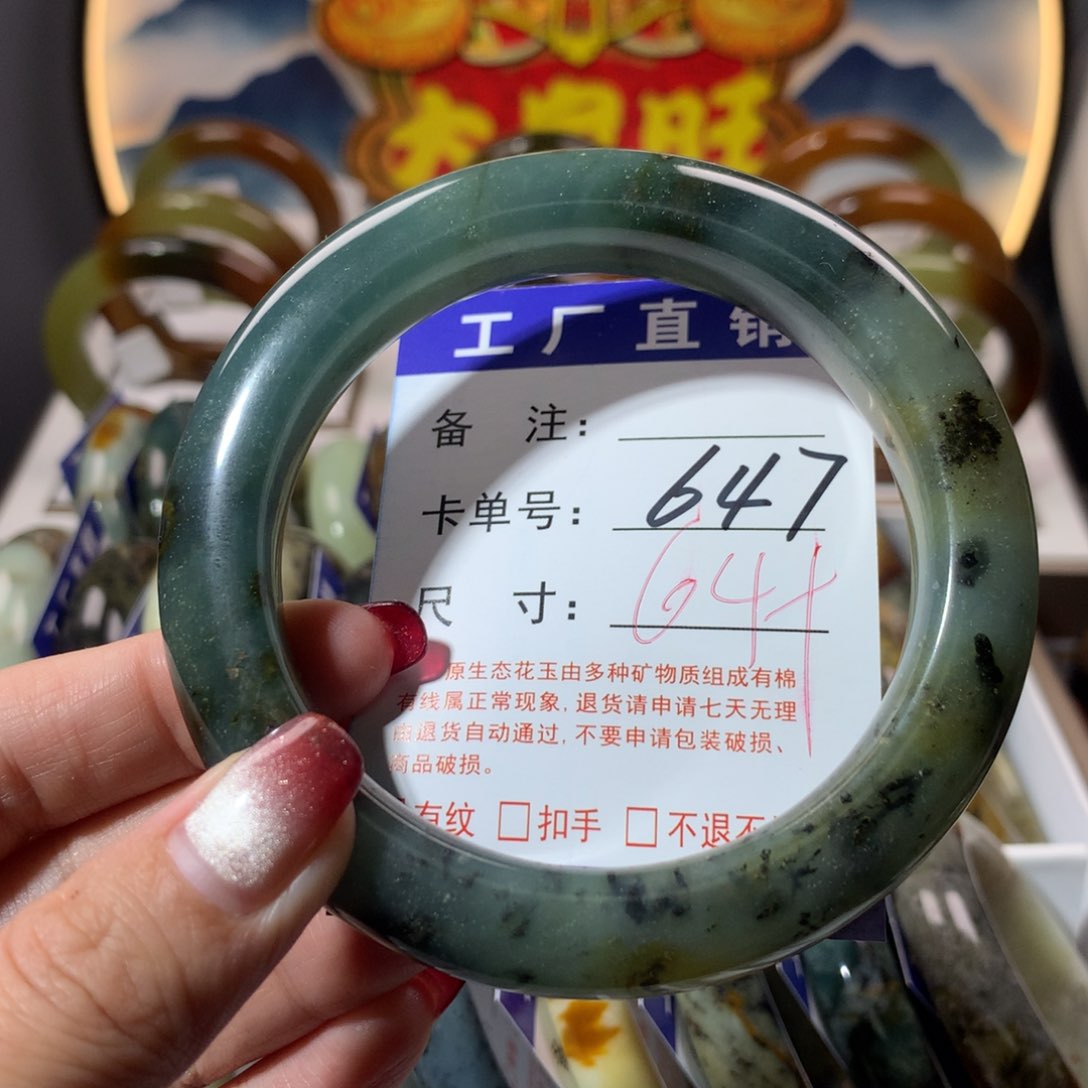 旺
工厂直销
备 注:
卡单号: 647
尺 寸: 641
原生态花玉由多种矿物质组成有棉
有线属正常现象,退货请申请七天无理
由退货自动通过,不要申请包装破损、
商品破损。
有纹 □扣手 □不退不